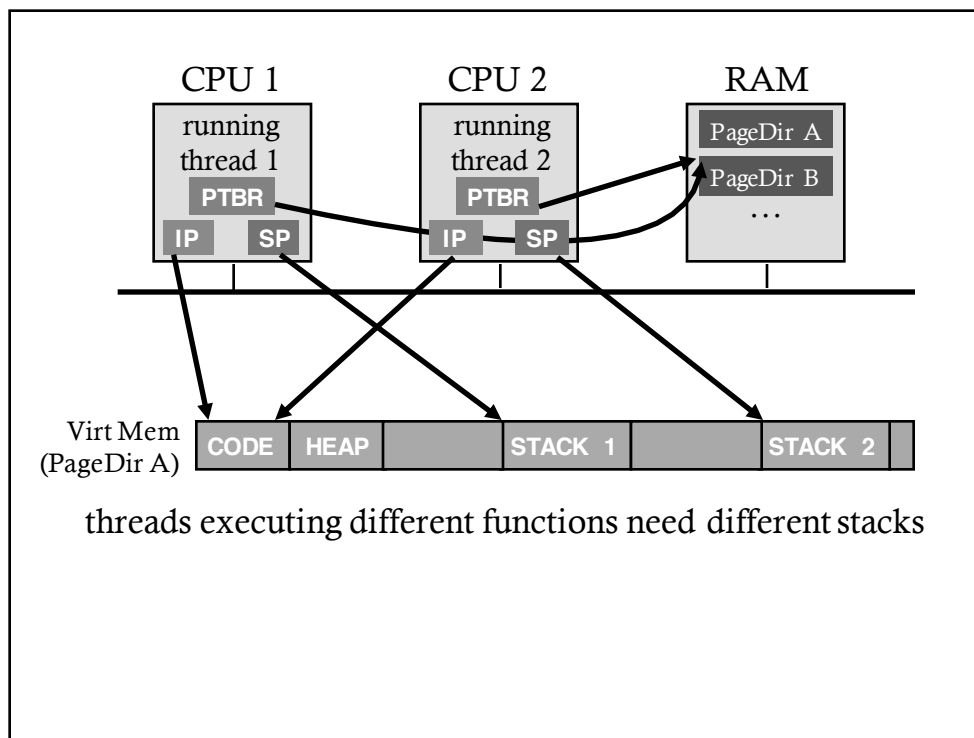 CPU 1
CPU 2
RAM
running
thread 1
PTBR
IP
SP
running
thread 2
PTBR
IP
SP
PageDir A
PageDir B
...
Virt Mem
(PageDir A)
CODE
HEAP
STACK 1
STACK 2
threads executing different functions need different stacks